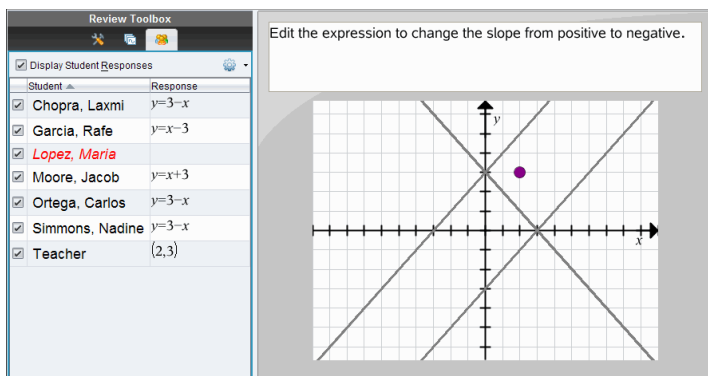 Review Toolbox
Edit the expression to change the slope from positive to negative.
Display Student Responses
Student Response
Chopra, Laxmi y=3−x
Garcia, Rafe y=x−3
Lopez, Maria
Moore, Jacob y=x+3
Ortega, Carlos y=3−x
Simmons, Nadine y=3−x
Teacher (2,3)
y
x